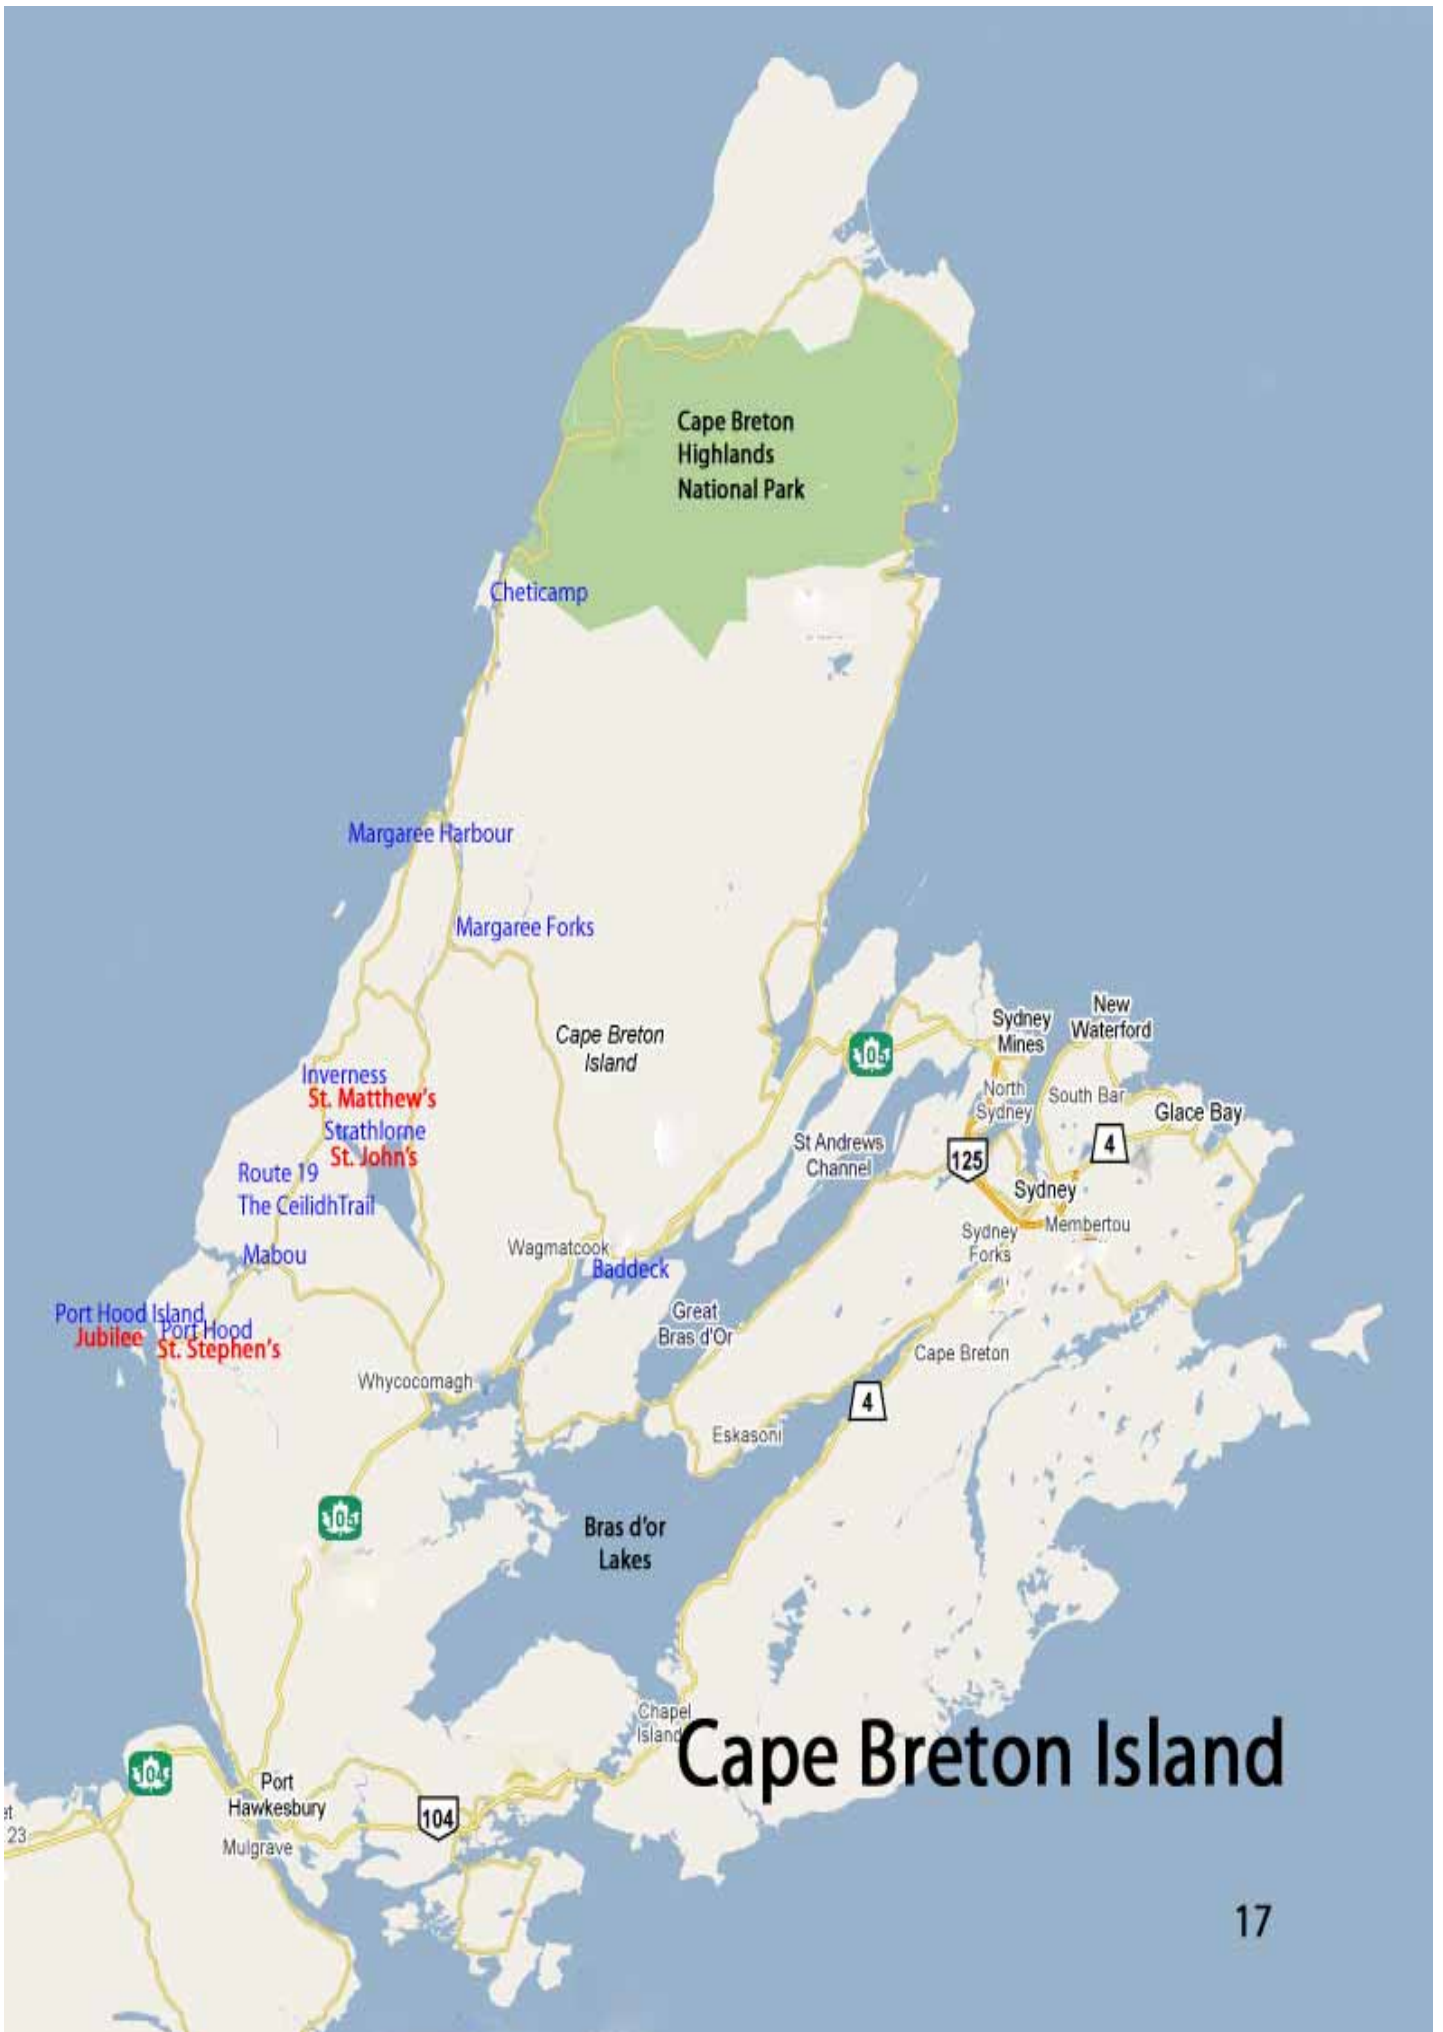 Cape Breton
Highlands
National Park
Cheticamp
Margaree Harbour
Margaree Forks
Cape Breton
Island
New
Waterford
Sydney
Mines
105
Inverness
St. Matthew's
North
Sydney
South Bar
Glace Bay
Strathlorne
St. John's
St Andrews
Channel
125
4
Route 19
The CeilidhTrail
Sydney
Membertou
Sydney
Forks
Mabou
Wagmatcook
Baddeck
Port Hood Island
Jubilee
Port Hood
St. Stephen's
Great
Bras d'Or
Cape Breton
Whycocomagh
4
Eskasoni
105
Bras d'or
Lakes
Chapel
Island
Cape Breton Island
104
Port
Hawkesbury
104
Mulgrave
et
23
17